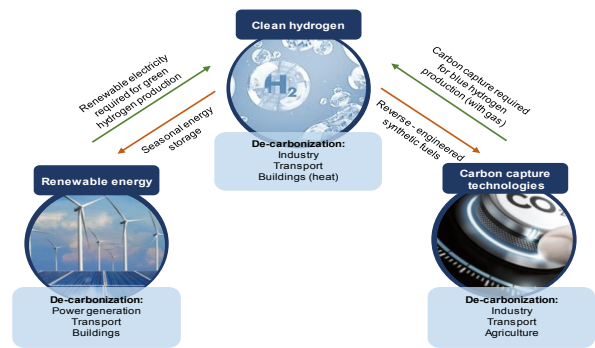 Clean hydrogen
H2
Renewable electricity
required for green
hydrogen production
Seasonal energy
storage
Carbon capture required
for blue hydrogen
production (with gas)
Reverse - engineered
synthetic fuels
De-carbonization:
Industry
Transport
Buildings (heat)
Renewable energy
De-carbonization:
Power generation
Transport
Buildings
Carbon capture
technologies
CO
De-carbonization:
Industry
Transport
Agriculture